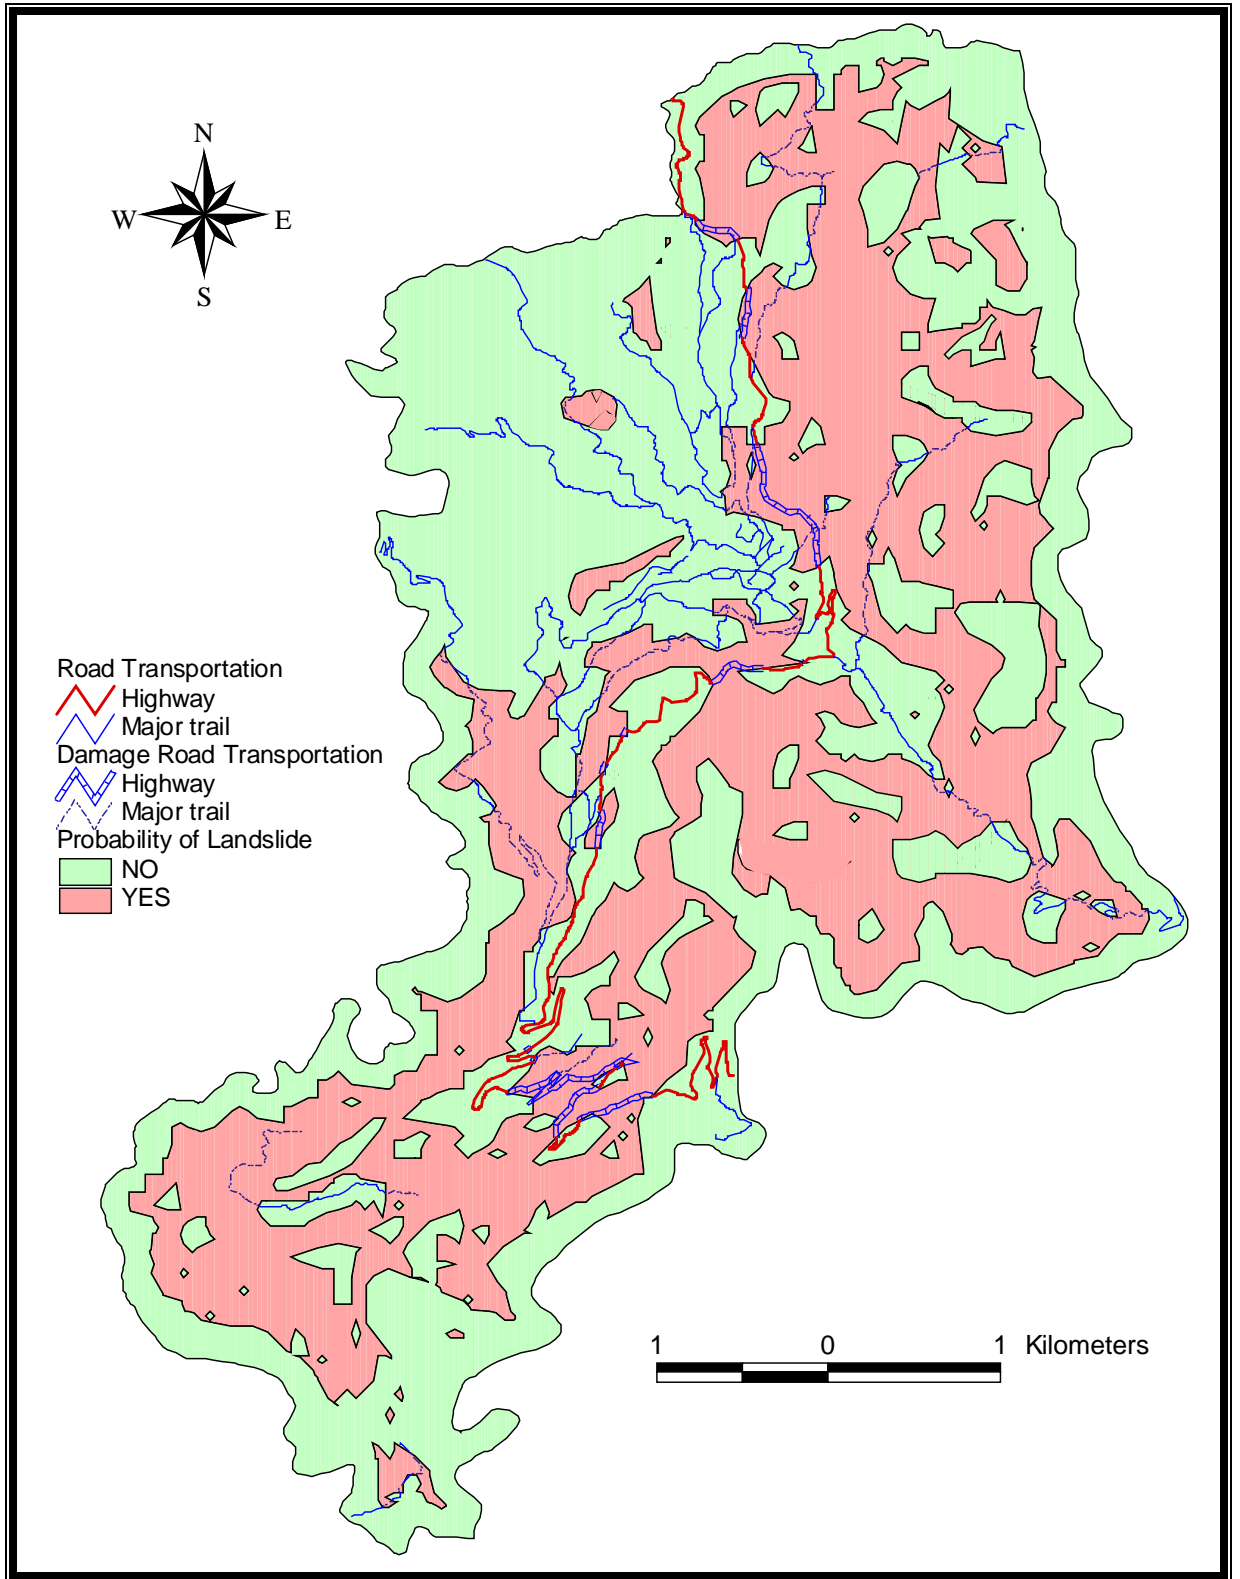 N
W E
S
Road Transportation
Highway
Major trail
Damage Road Transportation
Highway
Major trail
Probability of Landslide
NO
YES
1 0 1 Kilometers